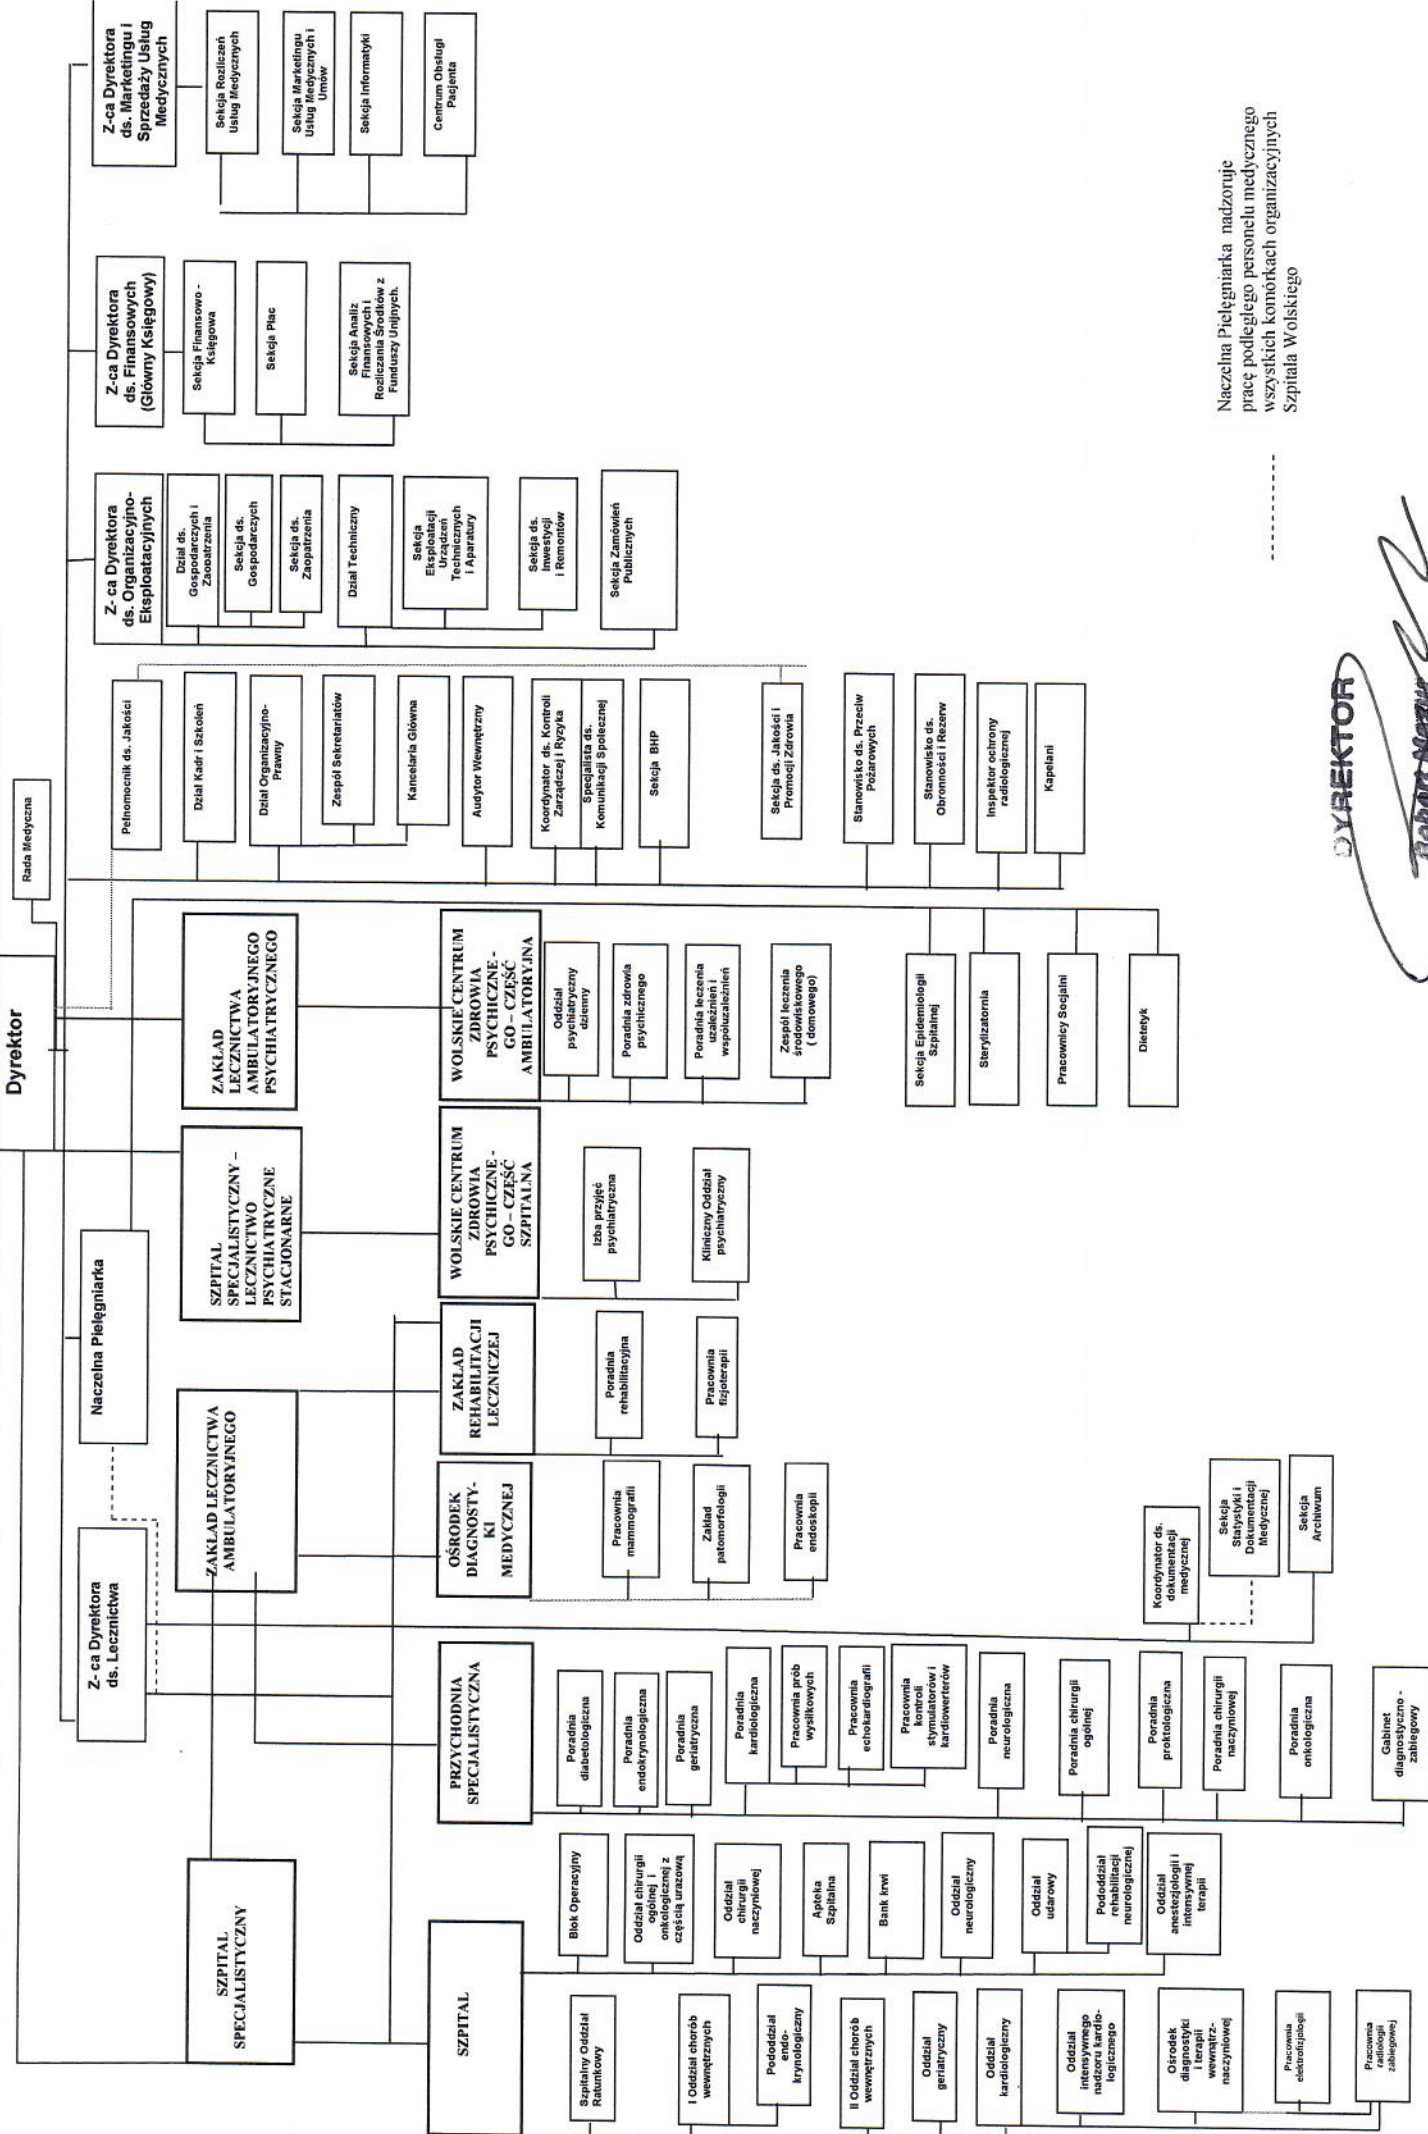 Dyrektor
Rada Medyczna
Z- ca Dyrektora
ds. Lecznictwa
Naczelna Pielęgniarka
Pełnomocnik ds. Jakości
Z- ca Dyrektora
ds. Organizacyjno-
Eksploatacyjnych
Z-ca Dyrektora
ds. Finansowych
(Główny Księgowy)
Z-ca Dyrektora
ds. Marketingu i
Sprzedaży Usług
Medycznych
SZPITAL
SPECJALISTYCZNY
ZAKŁAD LECZNICTWA
AMBULATORYJNEGO
SZPITAL
SPECJALISTYCZNY –
LECZNICTWO
PSYCHIATRYCZNE
STACJONARNE
ZAKŁAD
LECZNICTWA
AMBULATORYJNEGO
PSYCHIATRYCZNEGO
SZPITAL
PRZYCHODNIA
SPECJALISTYCZNA
OŚRODEK
DIAGNOSTY-
KI
MEDYCZNEJ
ZAKŁAD
REHABILITACJI
LECZNICZEJ
WOLSKIE CENTRUM
ZDROWIA
PSYCHICZNE -
GO – CZĘŚĆ
SZPITALNA
WOLSKIE CENTRUM
ZDROWIA
PSYCHICZNE -
GO – CZĘŚĆ
AMBULATORYJNA
Szpitalny Oddział
Ratunkowy
I Oddział chorób
wewnętrznych
Pododdział
endo-
krynologiczny
II Oddział chorób
wewnętrznych
Oddział
geriatryczny
Oddział
kardiologiczny
Oddział
intensywnego
nadzoru kardio-
logicznego
Ośrodek
diagnostyki
i terapii
wewnątrz-
naczyniowej
Pracownia
elektrofizjologii
Pracownia
radiologii
zabiegowej
Blok Operacyjny
Oddział chirurgii
ogólnej i
onkologicznej z
częścią urazową
Oddział
chirurgii
naczyniowej
Apteka
Szpitalna
Bank krwi
Oddział
neurologiczny
Oddział
udarowy
Pododdział
rehabilitacji
neurologicznej
Oddział
anestezjologii i
intensywnej
terapii
Poradnia
diabetologiczna
Poradnia
endokrynologiczna
Poradnia
geriatryczna
Poradnia
kardiologiczna
Pracownia prób
wysiłkowych
Pracownia
echokardiografii
Pracownia
kontroli
stymulatorów i
kardiowerterów
Poradnia
neurologiczna
Poradnia chirurgii
ogólnej
Poradnia
proktologiczna
Poradnia chirurgii
naczyniowej
Poradnia
onkologiczna
Gabinet
diagnostyczno -
zabiegowy
Pracownia
mammografii
Zakład
patomorfologii
Pracownia
endoskopii
Koordynator ds.
dokumentacji
medycznej
Sekcja
Statystyki i
Dokumentacji
Medycznej
Sekcja
Archiwum
Poradnia
rehabilitacyjna
Pracownia
fizjoterapii
Izba przyjęć
psychiatryczna
Kliniczny Oddział
psychiatryczny
Oddział
psychiatryczny
dzienny
Poradnia zdrowia
psychicznego
Poradnia leczenia
uzależnień i
współuzależnień
Zespół leczenia
środowiskowego
( domowego)
Sekcja Epidemiologii
Szpitalnej
Sterylizatornia
Pracownicy Socjalni
Dietetyk
Dział Kadr i Szkoleń
Dział Organizacyjno-
Prawny
Zespół Sekretariatów
Kancelaria Główna
Audytor Wewnętrzny
Koordynator ds. Kontroli
Zarządczej i Ryzyka
Specjalista ds.
Komunikacji Społecznej
Sekcja BHP
Sekcja ds. Jakości i
Promocji Zdrowia
Stanowisko ds. Przeciw
Pożarowych
Stanowisko ds.
Obronności i Rezerw
Inspektor ochrony
radiologicznej
Kapelani
Dział ds.
Gospodarczych i
Zaopatrzenia
Sekcja ds.
Gospodarczych
Sekcja ds.
Zaopatrzenia
Dział Techniczny
Sekcja
Eksploatacji
Urządzeń
Technicznych
i Aparatury
Sekcja ds.
Inwestycji
i Remontów
Sekcja Zamówień
Publicznych
Sekcja Finansowo -
Księgowa
Sekcja Płac
Sekcja Analiz
Finansowych i
Rozliczania Środków z
Funduszy Unijnych.
Sekcja Rozliczeń
Usług Medycznych
Sekcja Marketingu
Usług Medycznych i
Umów
Sekcja Informatyki
Centrum Obsługi
Pacjenta
Naczelna Pielęgniarka nadzoruje
pracę podległego personelu medycznego
wszystkich komórkach organizacyjnych
Szpitala Wolskiego
DYREKTOR